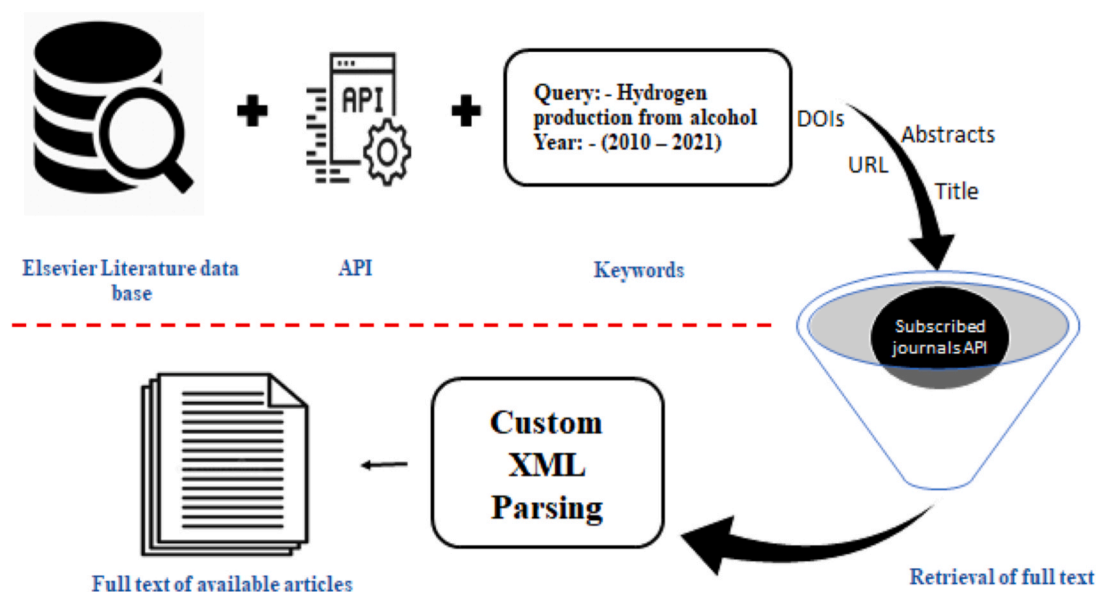 API
Query: - Hydrogen
production from alcohol
Year: - (2010 – 2021)
DOIs
Abstracts
URL
Title
Elsevier Literature data
base
API
Keywords
Subscribed
journals API
Custom
XML
Parsing
Full text of available articles
Retrieval of full text